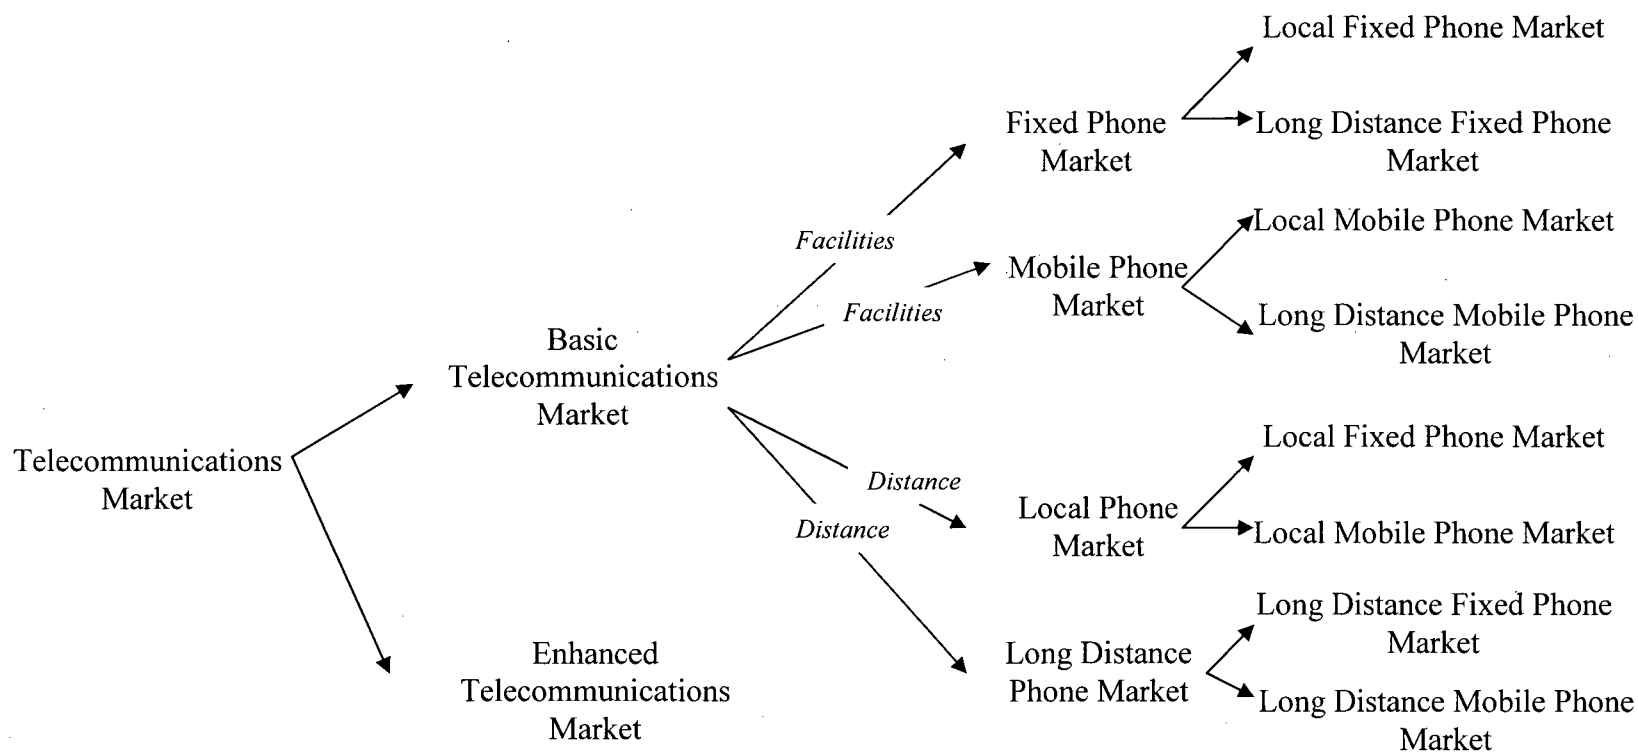 Local Fixed Phone Market
Fixed Phone
Market
Long Distance Fixed Phone
Market
Local Mobile Phone Market
Facilities
Mobile Phone
Market
Facilities
Long Distance Mobile Phone
Market
Basic
Telecommunications
Market
Telecommunications
Market
Local Fixed Phone Market
Distance
Local Phone
Market
Distance
Local Mobile Phone Market
Long Distance Fixed Phone
Market
Enhanced
Telecommunications
Market
Long Distance
Phone Market
Long Distance Mobile Phone
Market